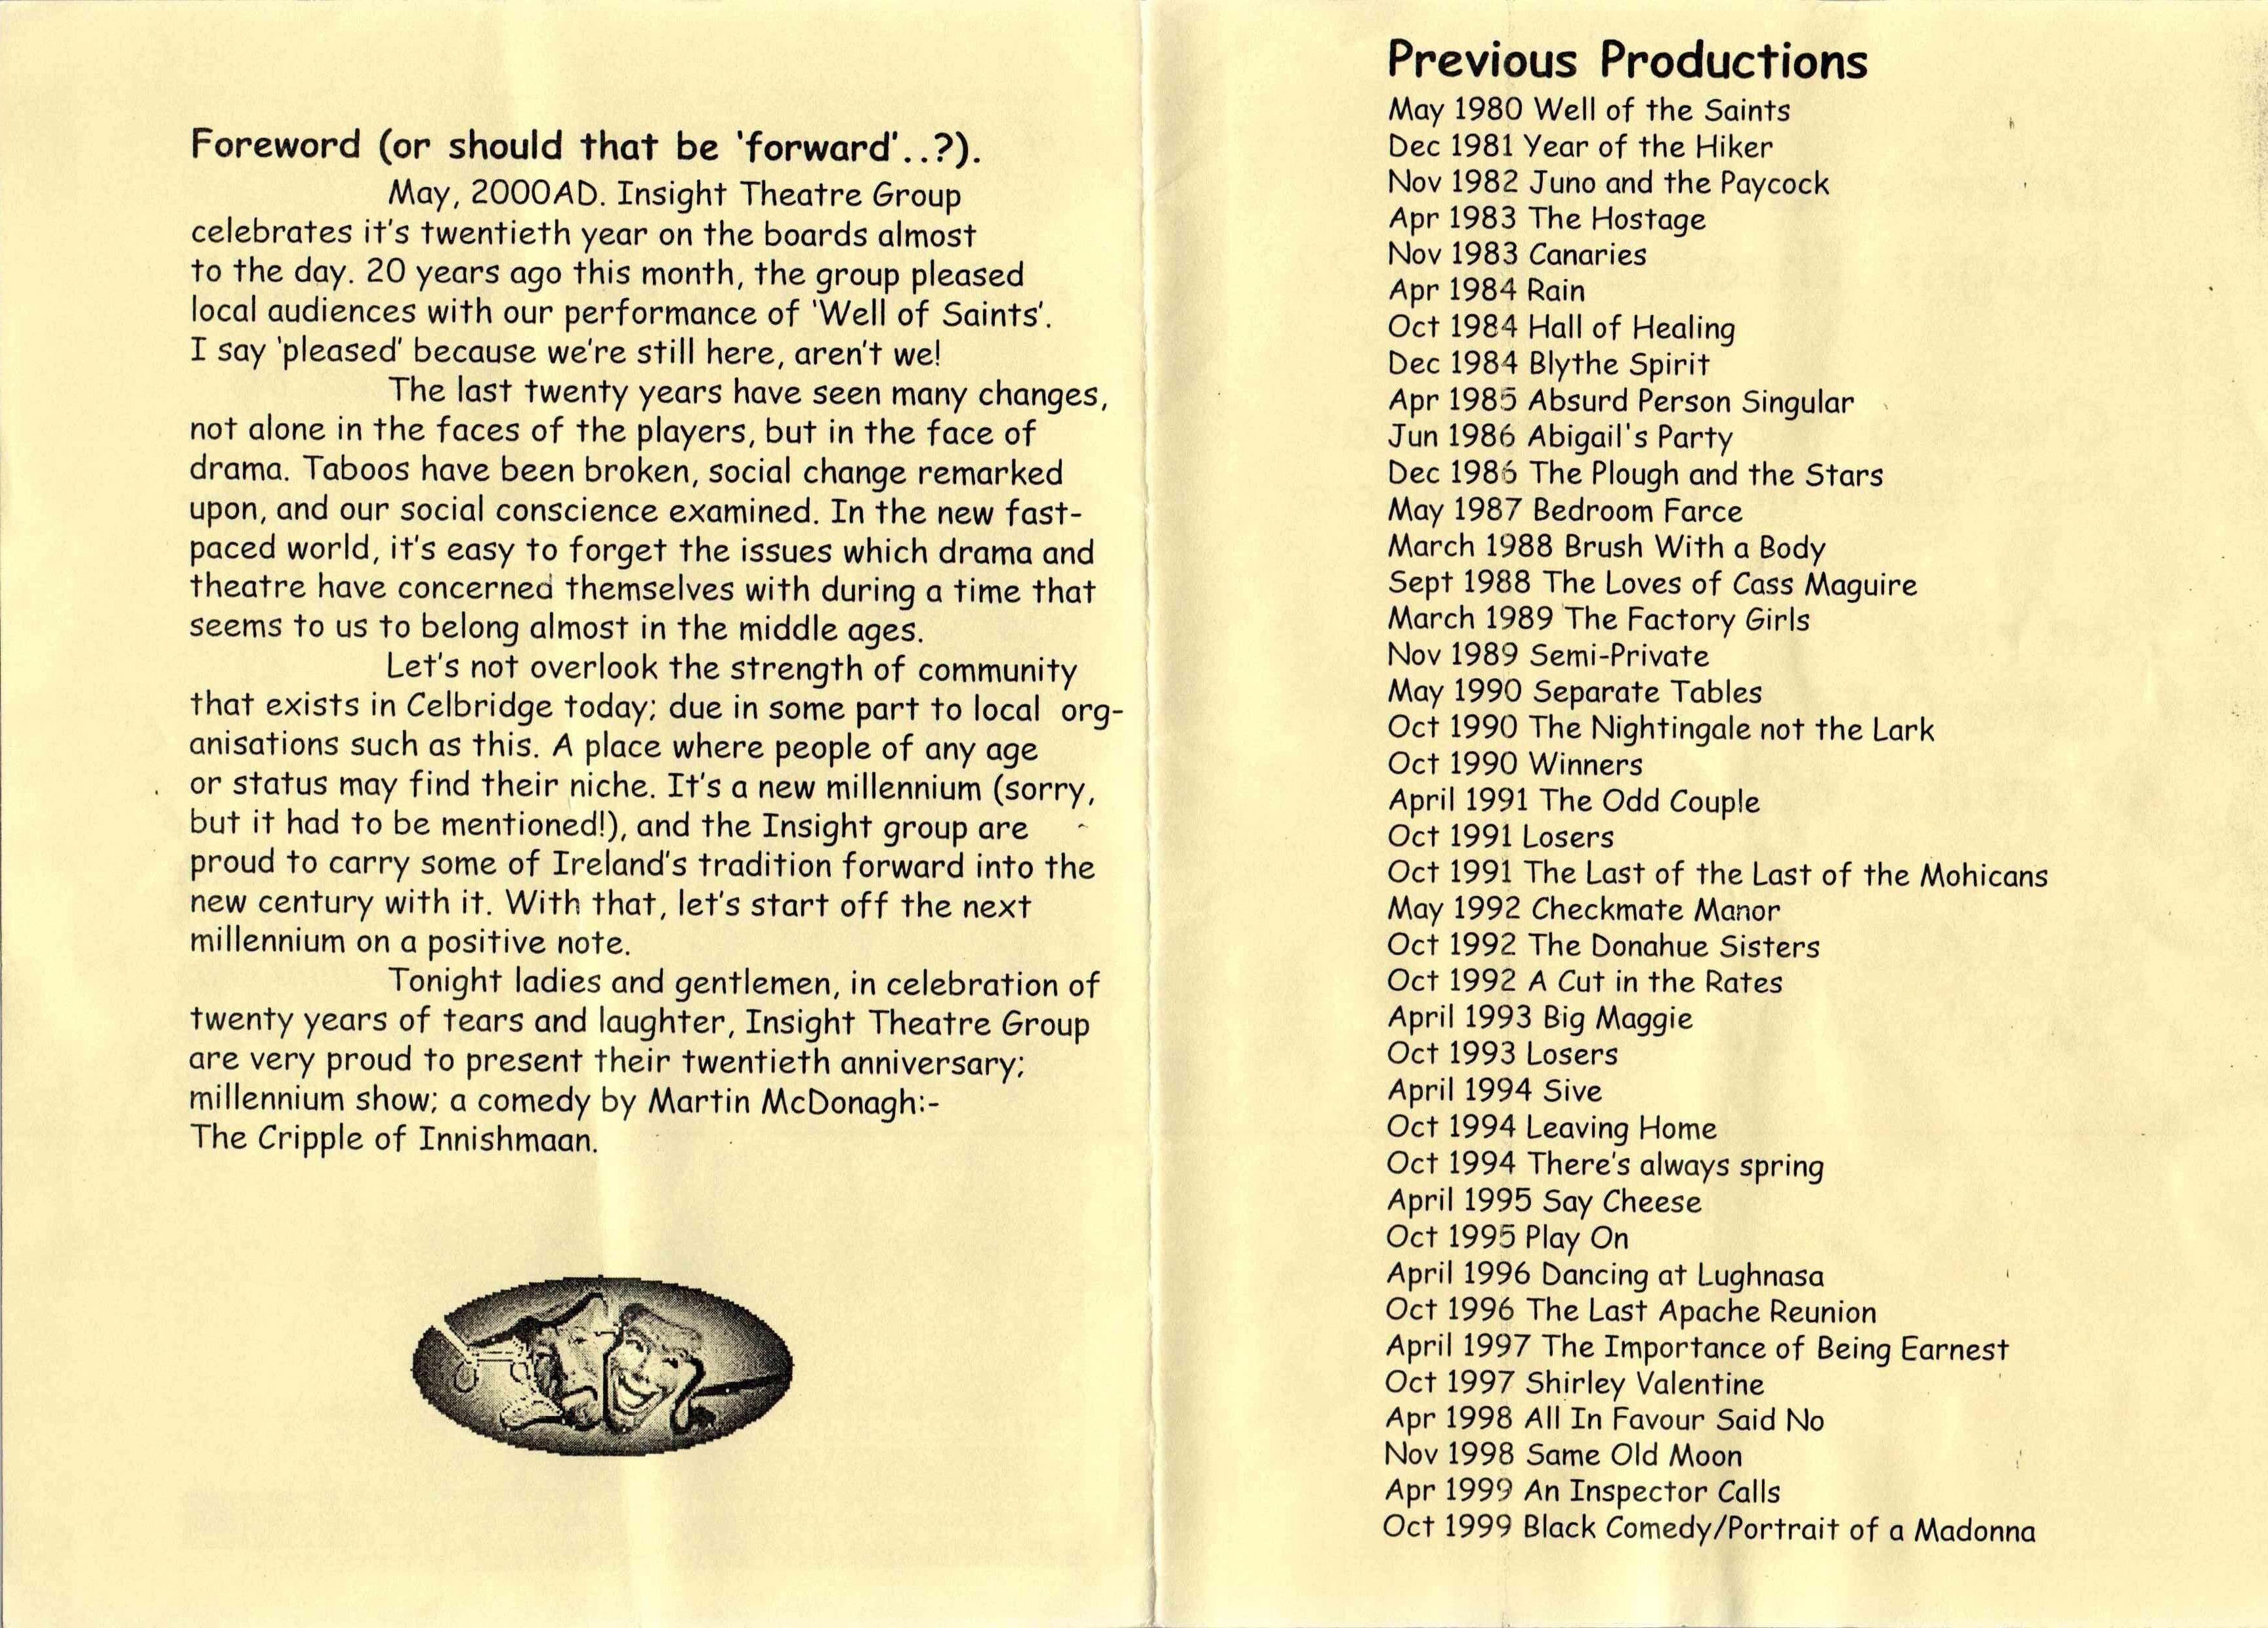 Foreword (or should that be 'forward'..?).
May, 2000AD. Insight Theatre Group
celebrates it's twentieth year on the boards almost
to the day. 20 years ago this month, the group pleased
local audiences with our performance of 'Well of Saints'.
I say 'pleased' because we're still here, aren't we!
The last twenty years have seen many changes,
not alone in the faces of the players, but in the face of
drama. Taboos have been broken, social change remarked
upon, and our social conscience examined. In the new fast-
paced world, it's easy to forget the issues which drama and
theatre have concerned themselves with during a time that
seems to us to belong almost in the middle ages.
Let's not overlook the strength of community
that exists in Celbridge today; due in some part to local org-
anisations such as this. A place where people of any age
or status may find their niche. It's a new millennium (sorry,
but it had to be mentioned!), and the Insight group are
proud to carry some of Ireland's tradition forward into the
new century with it. With that, let's start off the next
millennium on a positive note.
Tonight ladies and gentlemen, in celebration of
twenty years of tears and laughter, Insight Theatre Group
are very proud to present their twentieth anniversary;
millennium show; a comedy by Martin McDonagh:-
The Cripple of Innishmaan.
Previous Productions
May 1980 Well of the Saints
Dec 1981 Year of the Hiker
Nov 1982 Juno and the Paycock
Apr 1983 The Hostage
Nov 1983 Canaries
Apr 1984 Rain
Oct 1984 Hall of Healing
Dec 1984 Blythe Spirit
Apr 1985 Absurd Person Singular
Jun 1986 Abigail's Party
Dec 1986 The Plough and the Stars
May 1987 Bedroom Farce
March 1988 Brush With a Body
Sept 1988 The Loves of Cass Maguire
March 1989 The Factory Girls
Nov 1989 Semi-Private
May 1990 Separate Tables
Oct 1990 The Nightingale not the Lark
Oct 1990 Winners
April 1991 The Odd Couple
Oct 1991 Losers
Oct 1991 The Last of the Last of the Mohicans
May 1992 Checkmate Manor
Oct 1992 The Donahue Sisters
Oct 1992 A Cut in the Rates
April 1993 Big Maggie
Oct 1993 Losers
April 1994 Sive
Oct 1994 Leaving Home
Oct 1994 There's always spring
April 1995 Say Cheese
Oct 1995 Play On
April 1996 Dancing at Lughnasa
Oct 1996 The Last Apache Reunion
April 1997 The Importance of Being Earnest
Oct 1997 Shirley Valentine
Apr 1998 All In Favour Said No
Nov 1998 Same Old Moon
Apr 1999 An Inspector Calls
Oct 1999 Black Comedy/Portrait of a Madonna